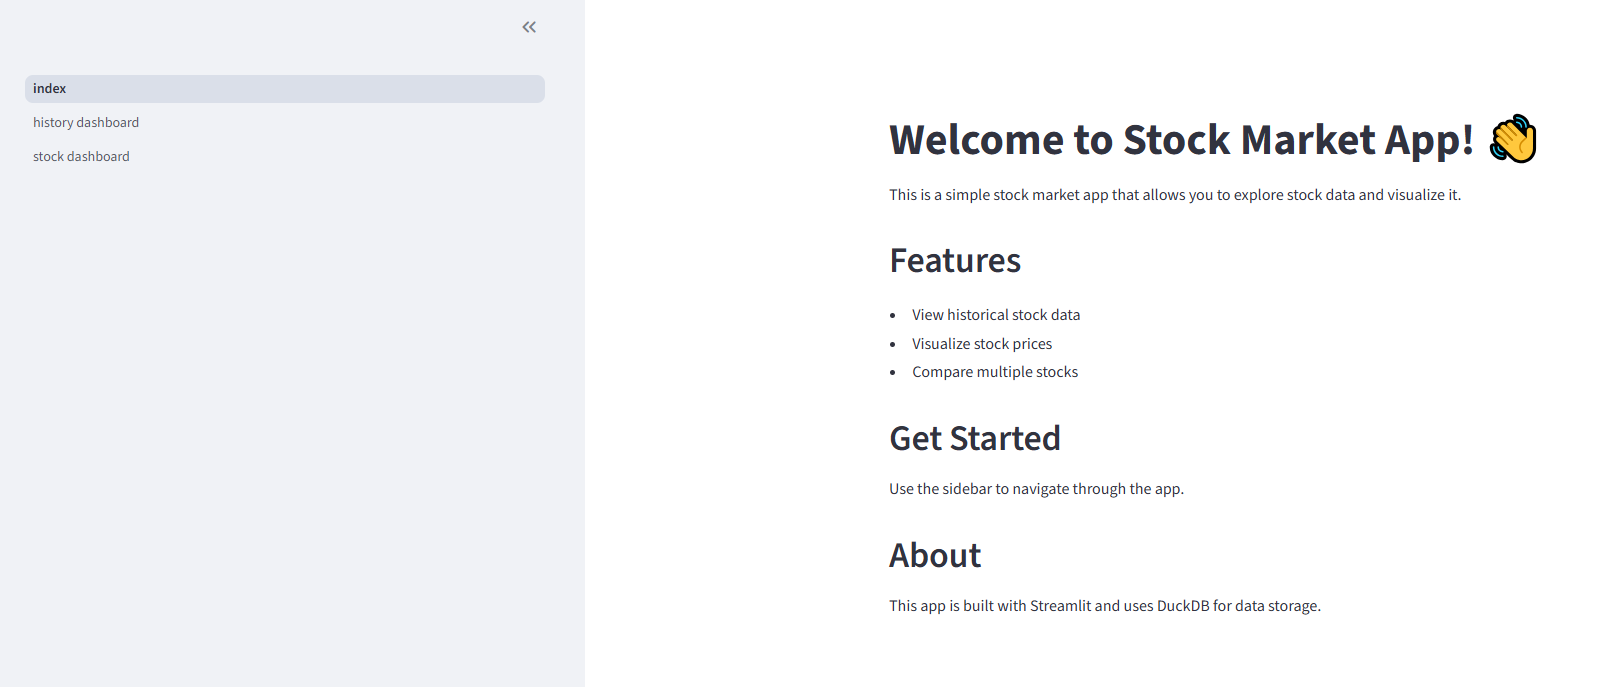 index
history dashboard
stock dashboard
Welcome to Stock Market App! 👋
This is a simple stock market app that allows you to explore stock data and visualize it.
Features
• View historical stock data
• Visualize stock prices
• Compare multiple stocks
Get Started
Use the sidebar to navigate through the app.
About
This app is built with Streamlit and uses DuckDB for data storage.